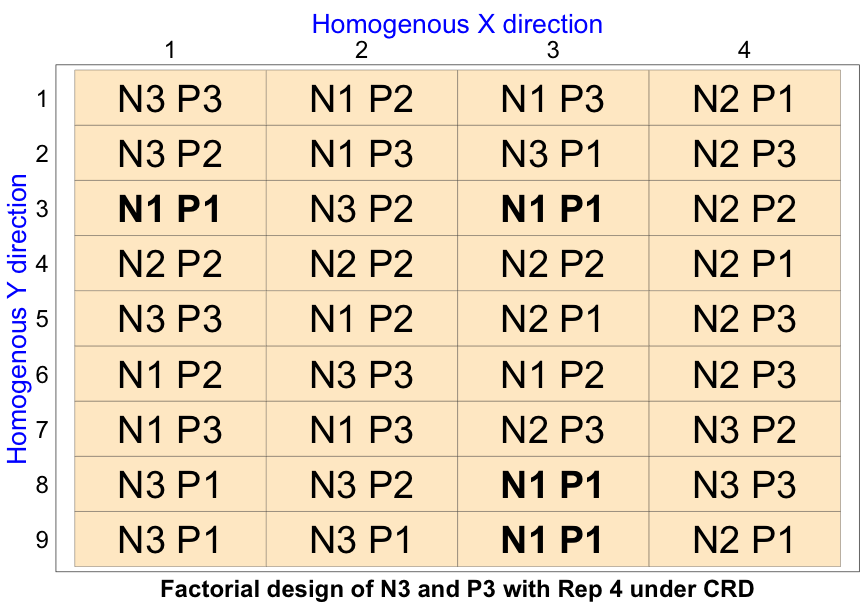 Homogenous X direction
1 2 3 4
Homogenous Y direction
1 N3 P3 N1 P2 N1 P3 N2 P1
2 N3 P2 N1 P3 N3 P1 N2 P3
3 N1 P1 N3 P2 N1 P1 N2 P2
4 N2 P2 N2 P2 N2 P2 N2 P1
5 N3 P3 N1 P2 N2 P1 N2 P3
6 N1 P2 N3 P3 N1 P2 N2 P3
7 N1 P3 N1 P3 N2 P3 N3 P2
8 N3 P1 N3 P2 N1 P1 N3 P3
9 N3 P1 N3 P1 N1 P1 N2 P1
Factorial design of N3 and P3 with Rep 4 under CRD